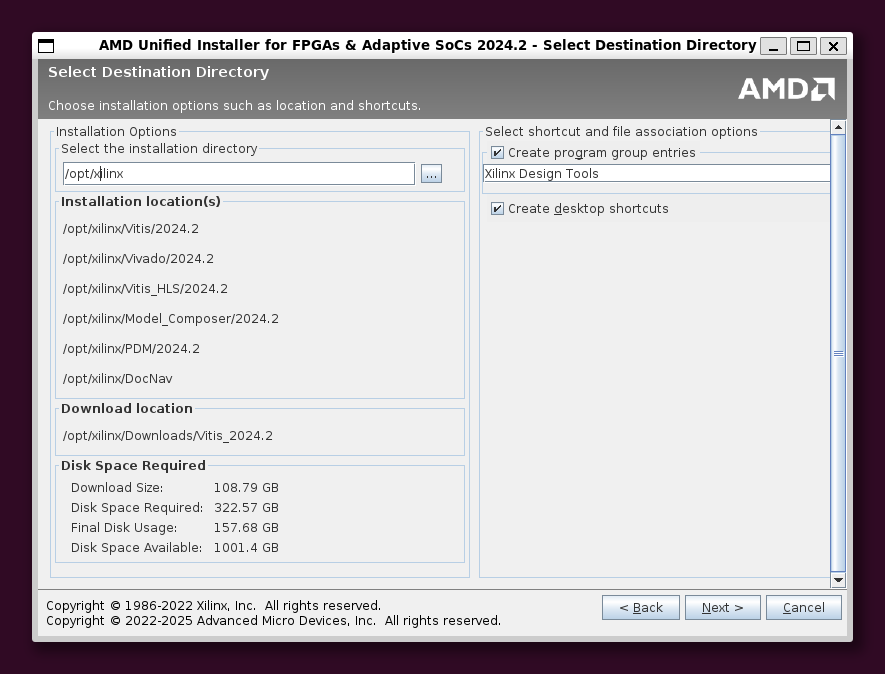 AMD Unified Installer for FPGAs & Adaptive SoCs 2024.2 - Select Destination Directory
Select Destination Directory
Choose installation options such as location and shortcuts.
AMD
Installation Options
Select the installation directory
/opt/xilinx
...
Installation location(s)
/opt/xilinx/Vitis/2024.2
/opt/xilinx/Vivado/2024.2
/opt/xilinx/Vitis_HLS/2024.2
/opt/xilinx/Model_Composer/2024.2
/opt/xilinx/PDM/2024.2
/opt/xilinx/DocNav
Download location
/opt/xilinx/Downloads/Vitis_2024.2
Disk Space Required
Download Size: 108.79 GB
Disk Space Required: 322.57 GB
Final Disk Usage: 157.68 GB
Disk Space Available: 1001.4 GB
Select shortcut and file association options
Create program group entries
Xilinx Design Tools
Create desktop shortcuts
Copyright © 1986-2022 Xilinx, Inc.  All rights reserved.
Copyright © 2022-2025 Advanced Micro Devices, Inc.  All rights reserved.
< Back
Next >
Cancel